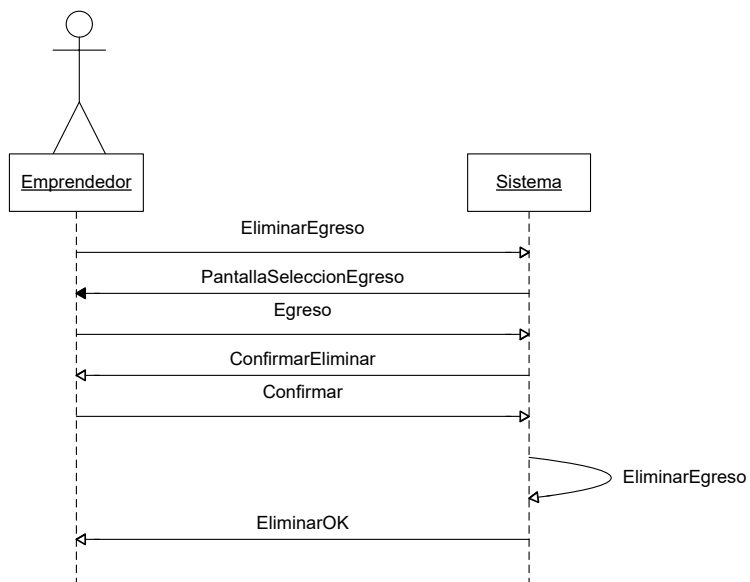 Emprendedor
Sistema
EliminarEgreso
PantallaSeleccionEgreso
Egreso
ConfirmarEliminar
Confirmar
EliminarEgreso
EliminarOK